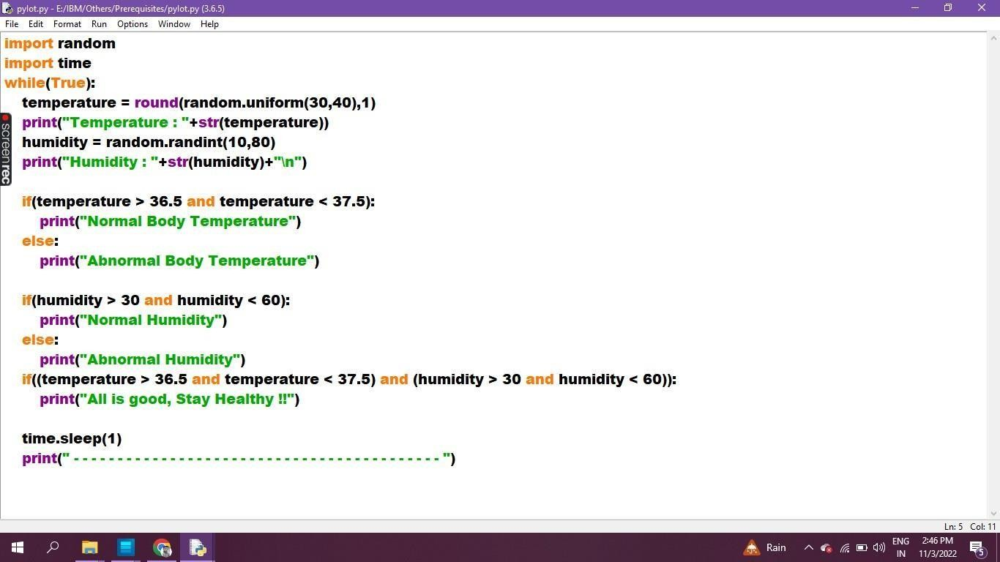 pylot.py - E:/IBM/Others/Prerequisites/pylot.py (3.6.5)
File Edit Format Run Options Window Help
import random
import time
while(True):
    temperature = round(random.uniform(30,40),1)
    print("Temperature : "+str(temperature))
    humidity = random.randint(10,80)
    print("Humidity : "+str(humidity)+"\n")
    if(temperature > 36.5 and temperature < 37.5):
        print("Normal Body Temperature")
    else:
        print("Abnormal Body Temperature")
    if(humidity > 30 and humidity < 60):
        print("Normal Humidity")
    else:
        print("Abnormal Humidity")
    if((temperature > 36.5 and temperature < 37.5) and (humidity > 30 and humidity < 60)):
        print("All is good, Stay Healthy !!")
    time.sleep(1)
    print(" - - - - - - - - - - - - - - - - - - - - - - - - - - - - - - - - - - - - - - - - - - ")
screenrec
Ln: 5 Col: 11
Rain
ENG
IN
2:46 PM
11/3/2022
5